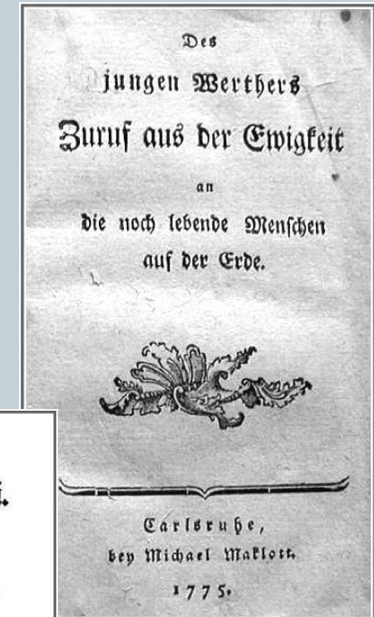 Des
jungen Werthers
Zuruf aus der Ewigkeit
an
die noch lebende Menschen
auf der Erde.
Carlsruhe,
bey Michael Maklott.
1775.